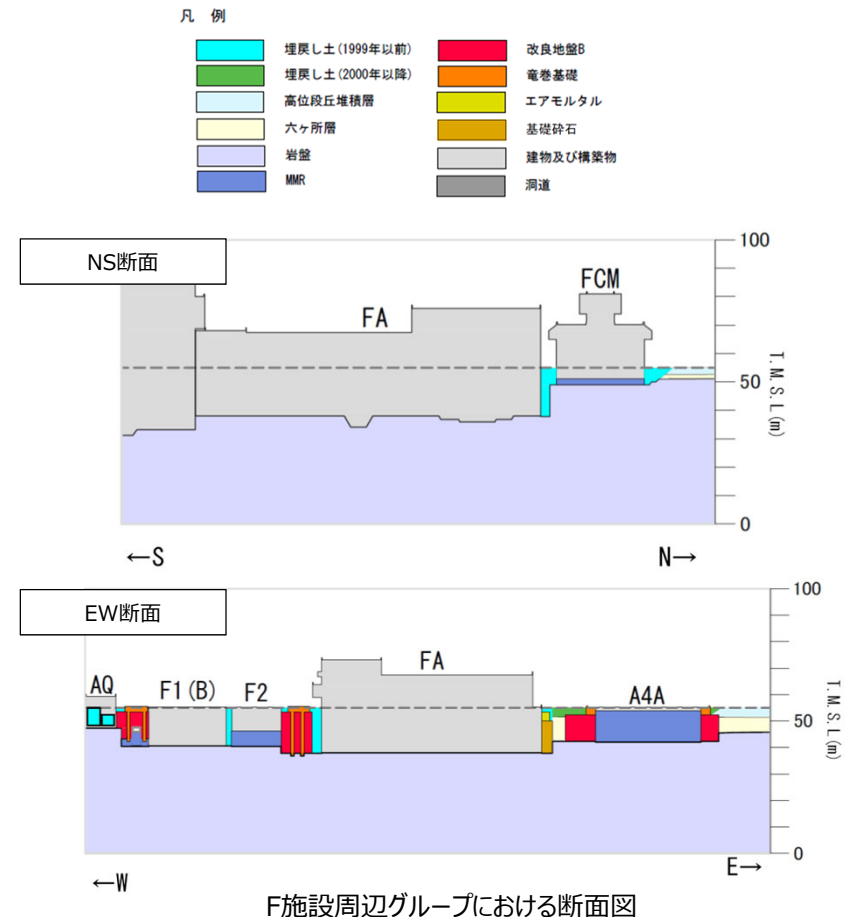 凡 例
埋戻し土(1999年以前)
改良地盤B
埋戻し土(2000年以降)
竜巻基礎
高位段丘堆積層
エアモルタル
六ヶ所層
基礎砕石
岩盤
建物及び構築物
MMR
洞道
NS断面
100
FCM
FA
50
T.M.S.L(m)
0
←S
N→
EW断面
100
FA
AQ
F1(B)
F2
A4A
50
T.M.S.L(m)
0
←W
E→
F施設周辺グループにおける断面図